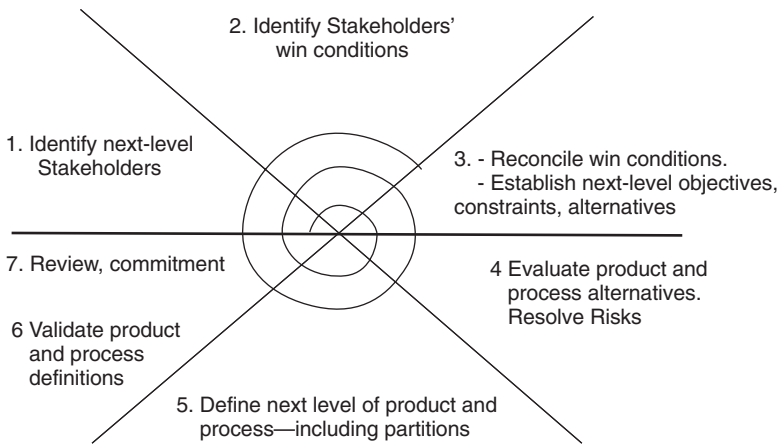 2. Identify Stakeholders'
win conditions
1. Identify next-level
Stakeholders
3. - Reconcile win conditions.
- Establish next-level objectives,
constraints, alternatives
7. Review, commitment
4 Evaluate product and
process alternatives.
Resolve Risks
6 Validate product
and process
definitions
5. Define next level of product and
process—including partitions